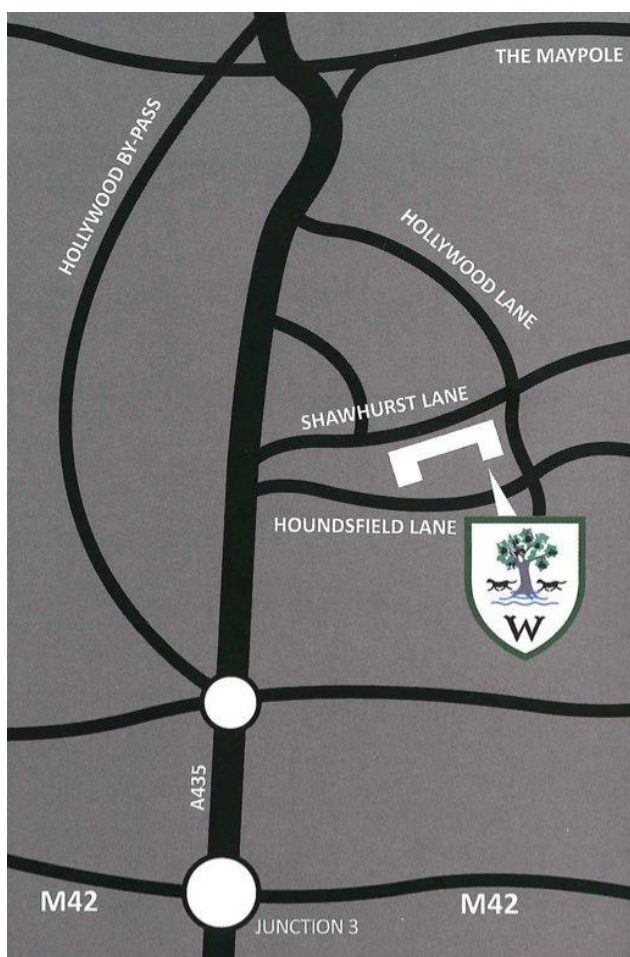 THE MAYPOLE
HOLLYWOOD BY-PASS
HOLLYWOOD LANE
SHAWHURST LANE
HOUNDSFIELD LANE
W
A435
M42
M42
JUNCTION 3